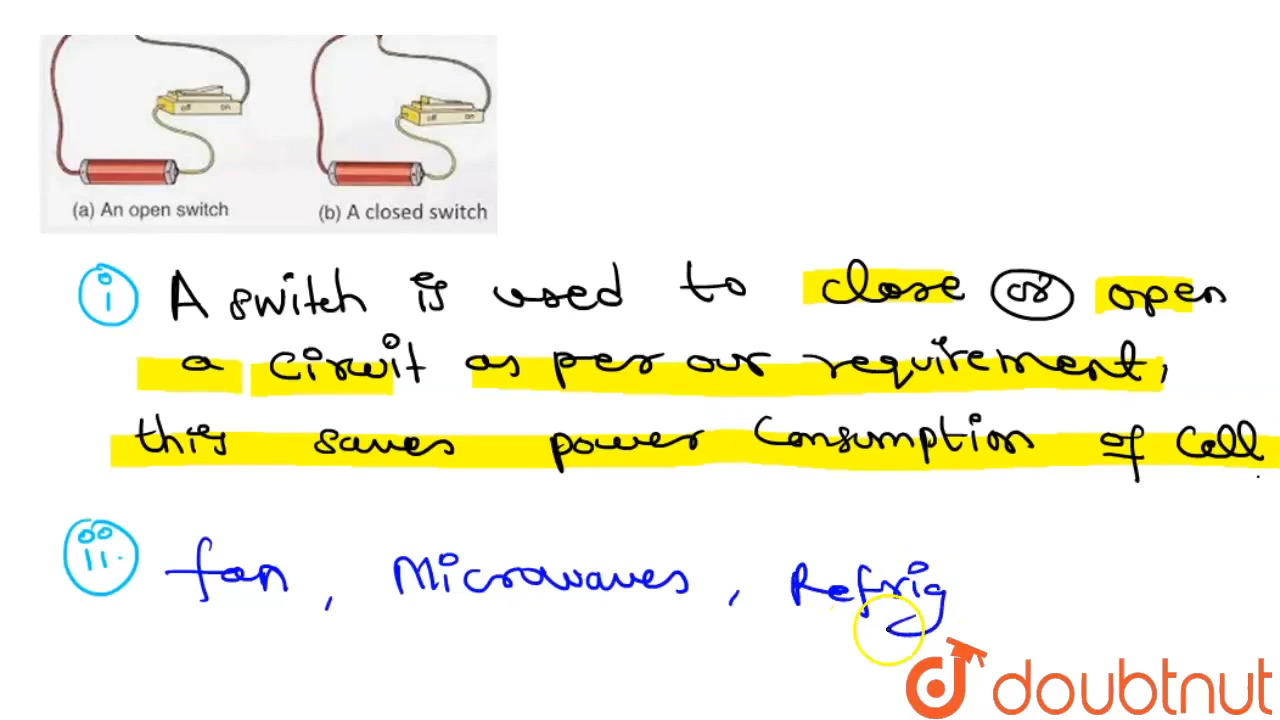 off on
off on
(a) An open switch
(b) A closed switch
i A switch is used to close or open
a circuit as per our requirement,
this saves power consumption of cell
ii. fan, Microwaves, Refrig
doubtnut